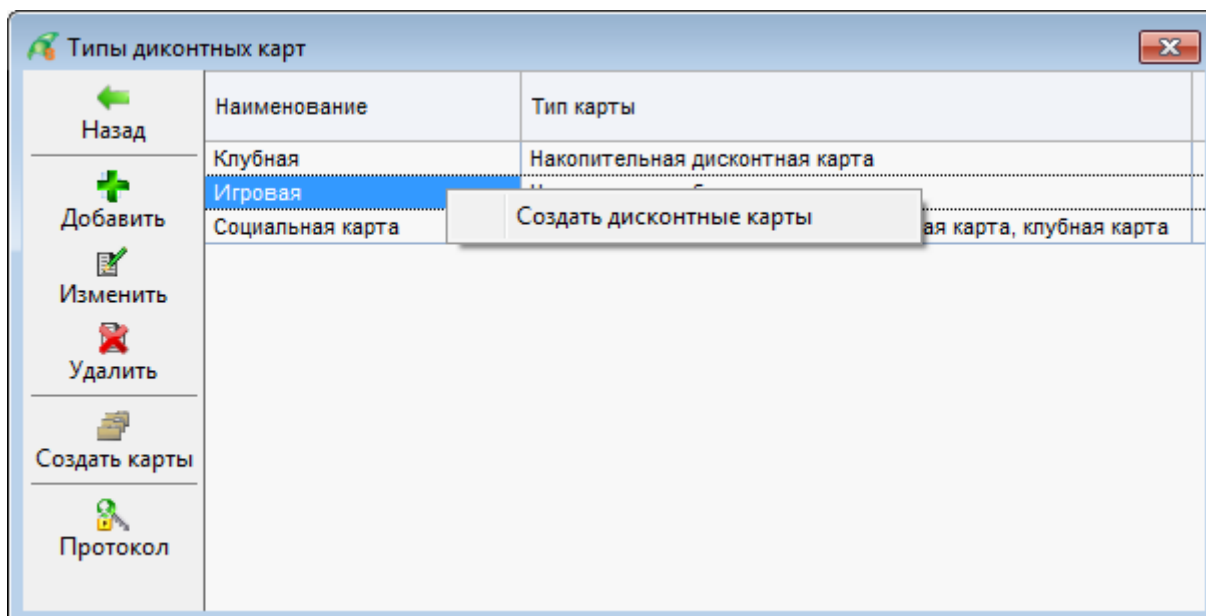 Типы диконтных карт
Назад
Добавить
Изменить
Удалить
Создать карты
Протокол
Наименование Тип карты
Клубная Накопительная дисконтная карта
Игровая
Создать дисконтные карты
Социальная карта карта, клубная карта